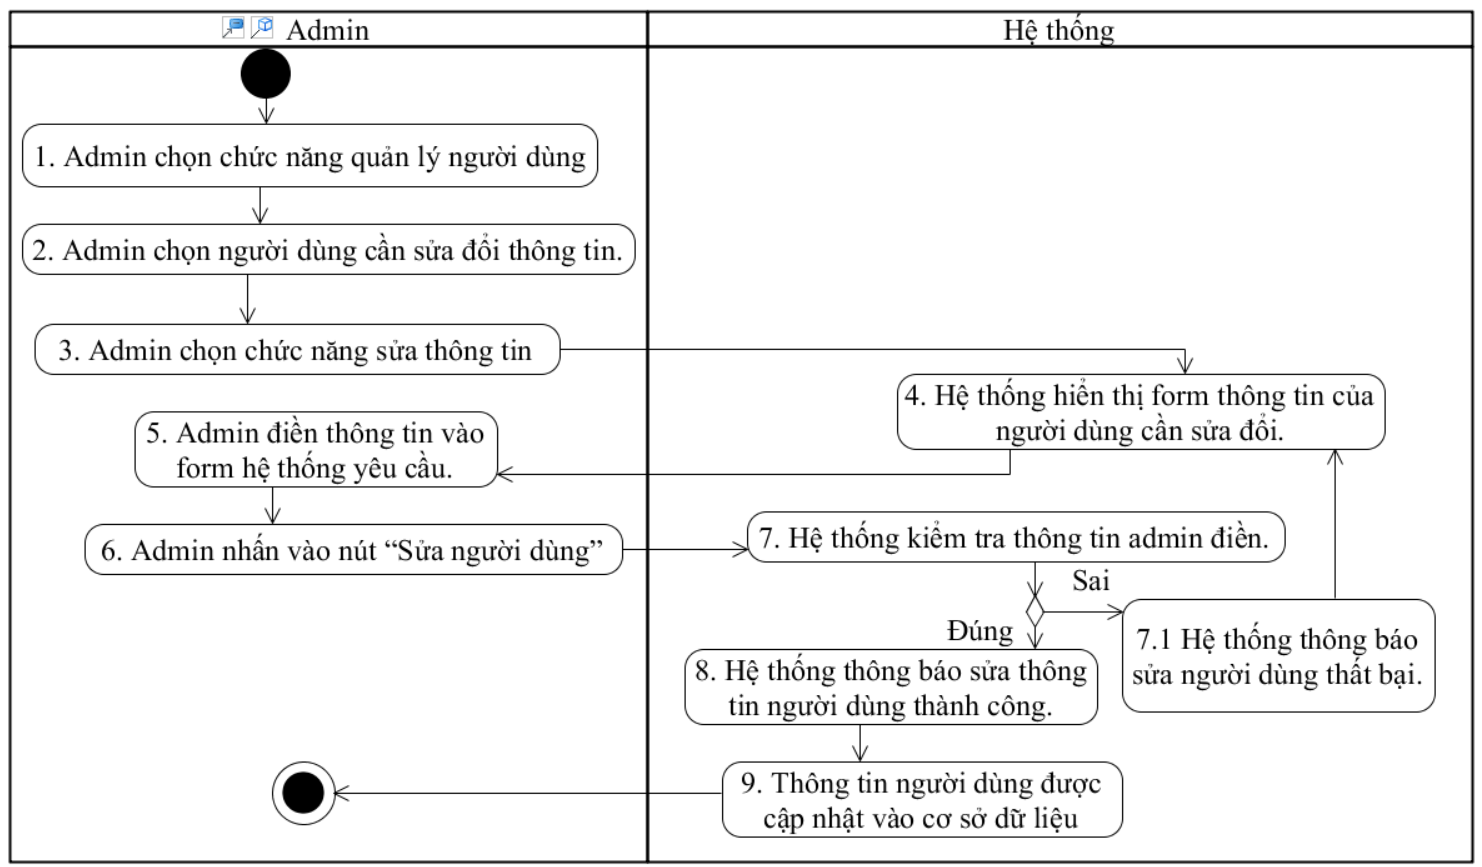 Admin
Hệ thống
1. Admin chọn chức năng quản lý người dùng
2. Admin chọn người dùng cần sửa đổi thông tin.
3. Admin chọn chức năng sửa thông tin
4. Hệ thống hiển thị form thông tin của
người dùng cần sửa đổi.
5. Admin điền thông tin vào
form hệ thống yêu cầu.
6. Admin nhấn vào nút “Sửa người dùng”
7. Hệ thống kiểm tra thông tin admin điền.
Sai
Đúng
7.1 Hệ thống thông báo
sửa người dùng thất bại.
8. Hệ thống thông báo sửa thông
tin người dùng thành công.
9. Thông tin người dùng được
cập nhật vào cơ sở dữ liệu